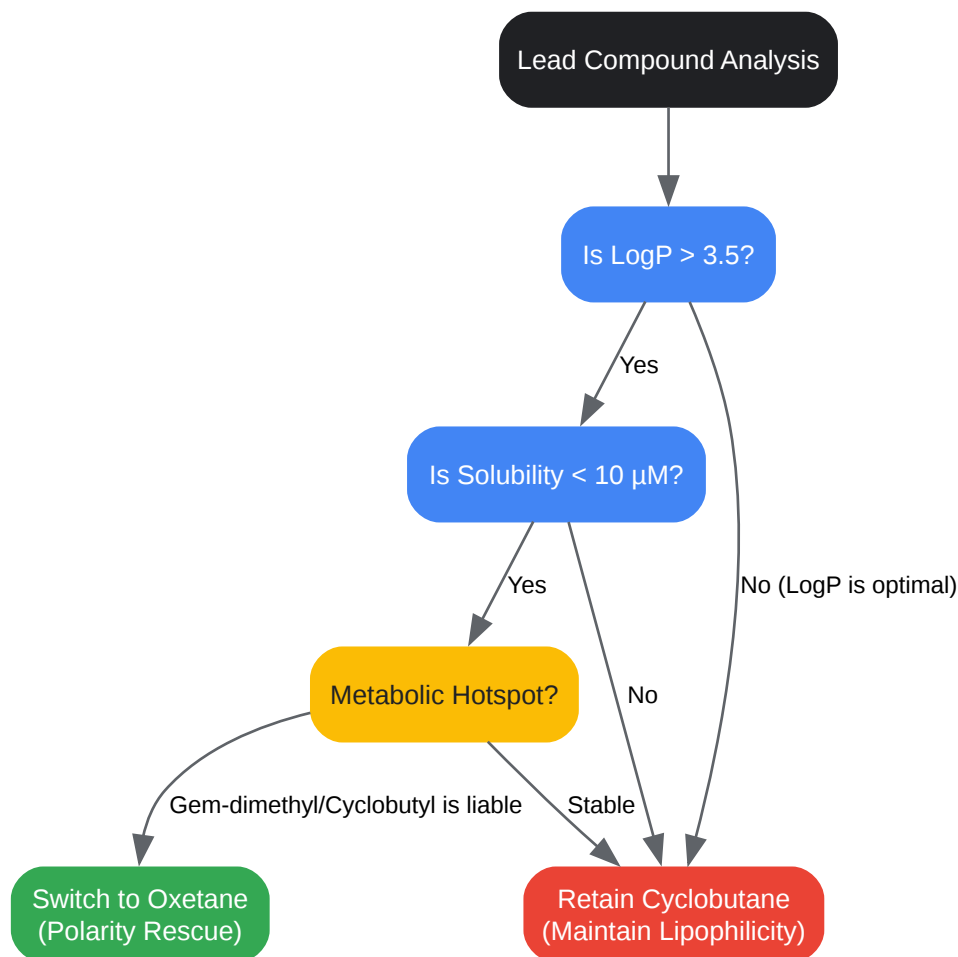 Lead Compound Analysis
Is LogP > 3.5?
Yes
Is Solubility < 10 µM?
Yes
No (LogP is optimal)
Metabolic Hotspot?
No
Gem-dimethyl/Cyclobutyl is liable
Stable
Switch to Oxetane
(Polarity Rescue)
Retain Cyclobutane
(Maintain Lipophilicity)